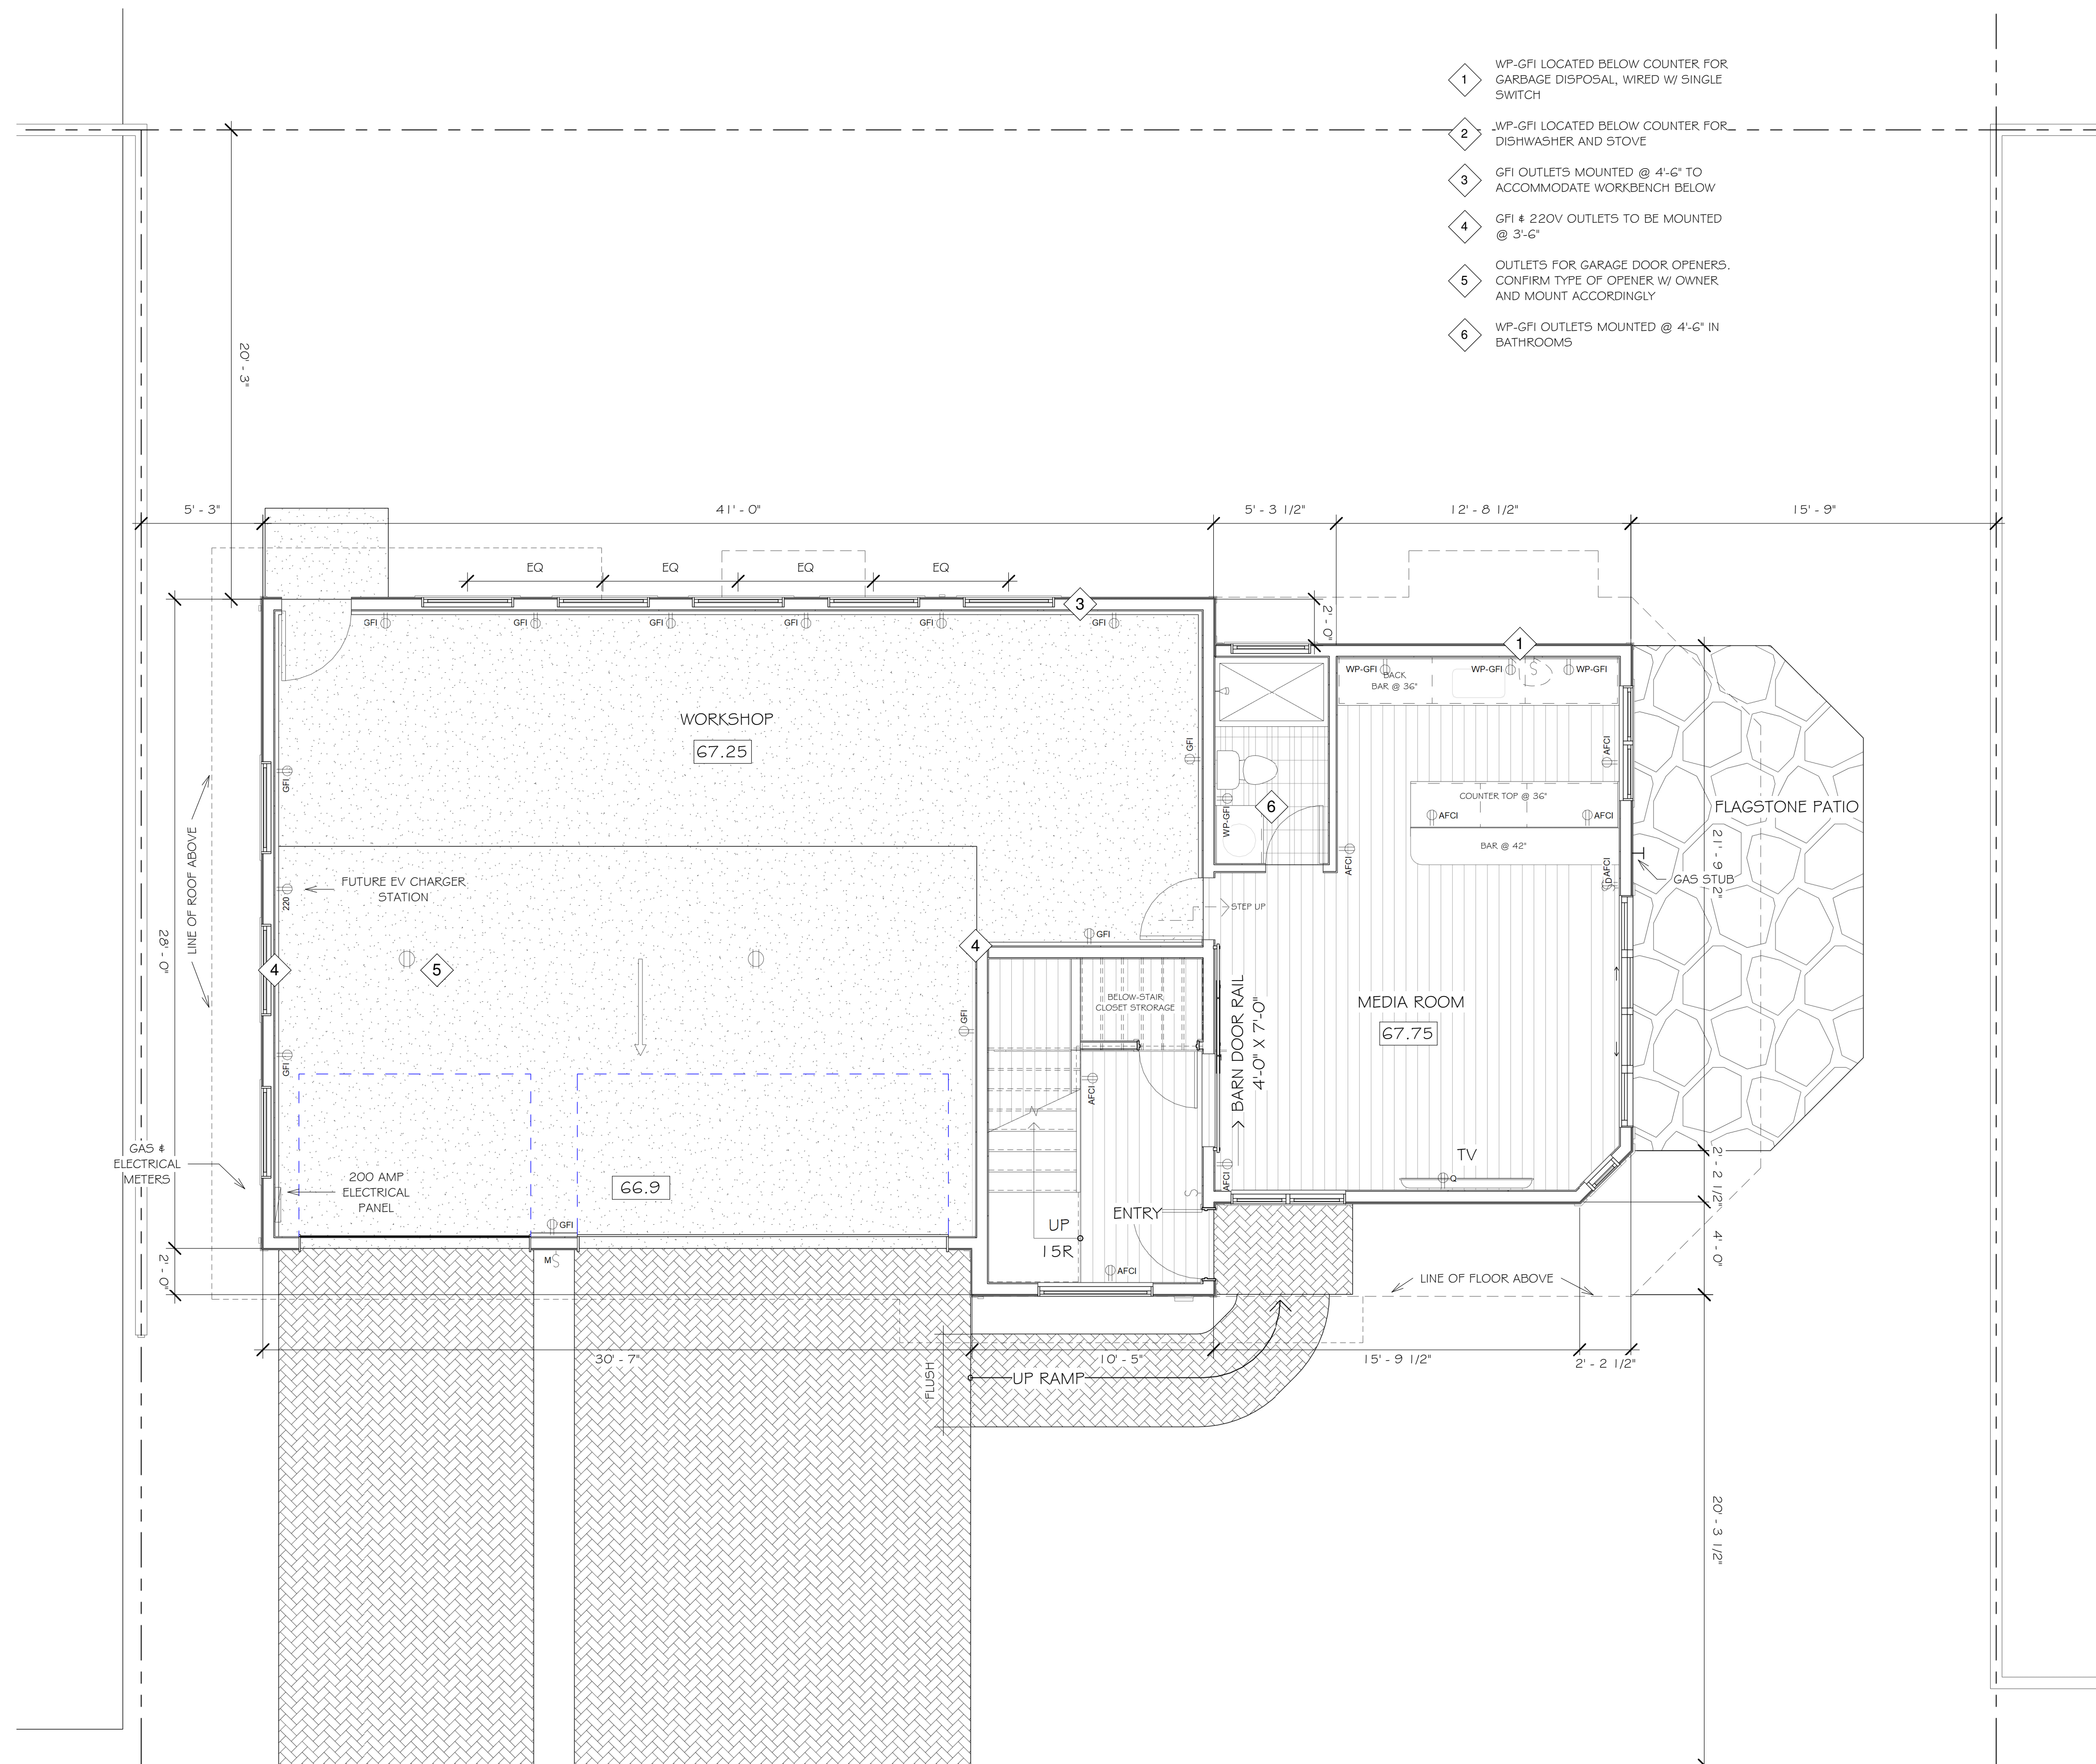 1
WP-GFI LOCATED BELOW COUNTER FOR
GARBAGE DISPOSAL, WIRED W/ SINGLE
SWITCH
2
WP-GFI LOCATED BELOW COUNTER FOR
DISHWASHER AND STOVE
3
GFI OUTLETS MOUNTED @ 4'-6" TO
ACCOMMODATE WORKBENCH BELOW
4
GFI & 220V OUTLETS TO BE MOUNTED
@ 3'-6"
5
OUTLETS FOR GARAGE DOOR OPENERS.
CONFIRM TYPE OF OPENER W/ OWNER
AND MOUNT ACCORDINGLY
6
WP-GFI OUTLETS MOUNTED @ 4'-6" IN
BATHROOMS
20' - 3"
5' - 3"
41' - 0"
5' - 3 1/2"
12' - 8 1/2"
15' - 9"
EQ
EQ
EQ
EQ
3
2' - 0"
GFI
GFI
GFI
GFI
GFI
GFI
1
WP-GFI
WP-GFI
S
WP-GFI
BACK
BAR @ 36"
WORKSHOP
67.25
GFI
GFI
AFCI
WP-GFI
6
COUNTER TOP @ 36"
AFCI
AFCI
BAR @ 42"
FLAGSTONE PATIO
21' - 9 1/2"
GAS STUB
LINE OF ROOF ABOVE
FUTURE EV CHARGER
STATION
220
AFCI
AFCI
SD
STEP UP
28' - 0"
GFI
4
4
5
BELOW-STAIR
CLOSET STRORAGE
BARN DOOR RAIL
4'-0" X 7'-0"
MEDIA ROOM
67.75
GFI
GFI
AFCI
GAS &
ELECTRICAL
METERS
200 AMP
ELECTRICAL
PANEL
66.9
AFCI
S
TV
Q
2' - 2 1/2"
UP
15R
ENTRY
GFI
MS
AFCI
4' - 0"
2' - 0"
LINE OF FLOOR ABOVE
30' - 7"
10' - 5"
15' - 9 1/2"
2' - 2 1/2"
FLUSH
UP RAMP
20' - 3 1/2"